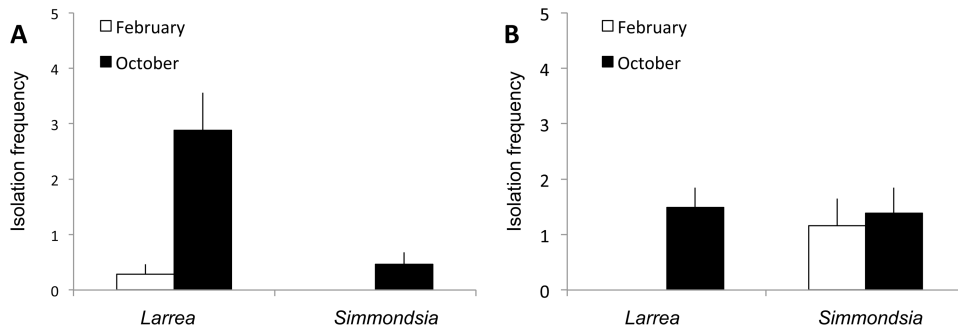 A
Isolation frequency
5
4
3
2
1
0
February
October
Larrea
Simmondsia
B
Isolation frequency
5
4
3
2
1
0
February
October
Larrea
Simmondsia